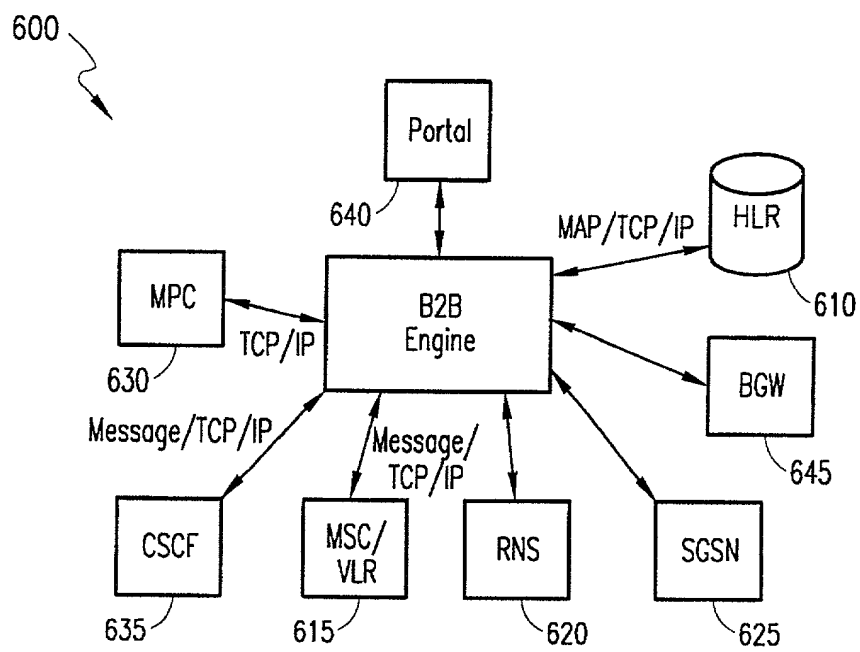 600
Portal
640
MAP/TCP/IP
HLR
610
MPC
630
TCP/IP
B2B
Engine
BGW
645
Message/TCP/IP
Message/
TCP/IP
CSCF
635
MSC/
VLR
615
RNS
620
SGSN
625